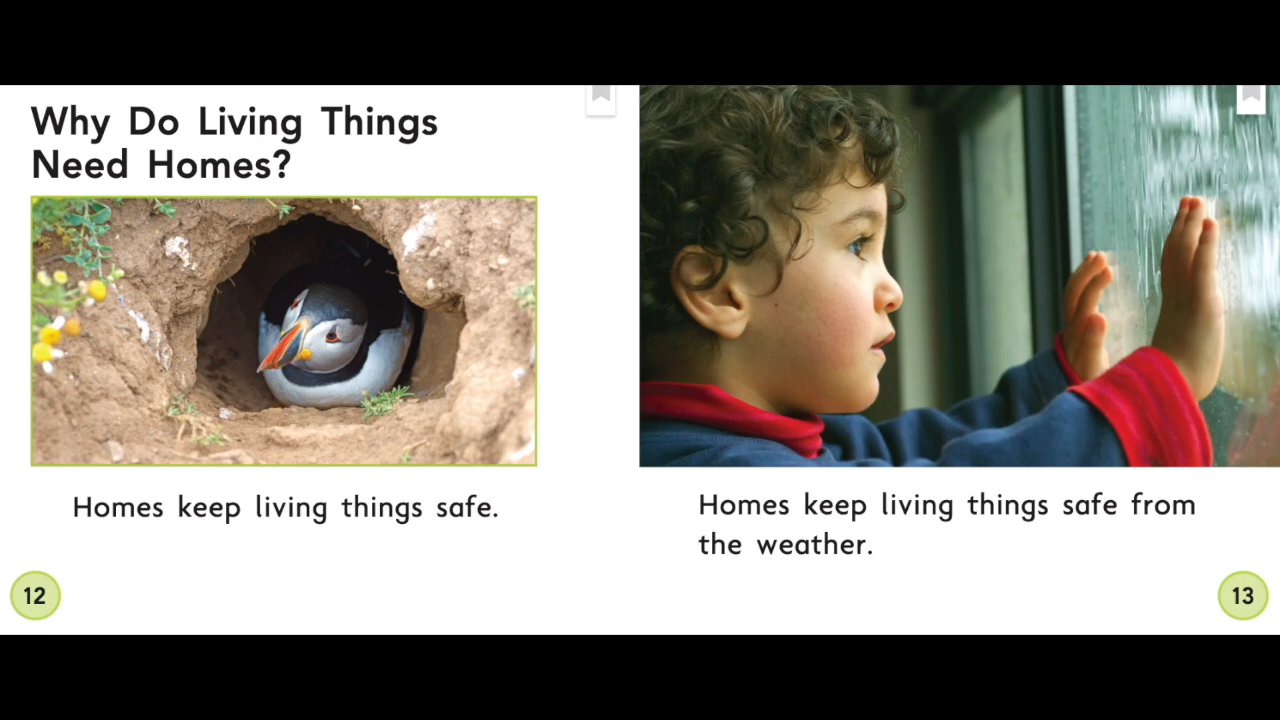 Why Do Living Things
Need Homes?
Homes keep living things safe.
12
Homes keep living things safe from
the weather.
13